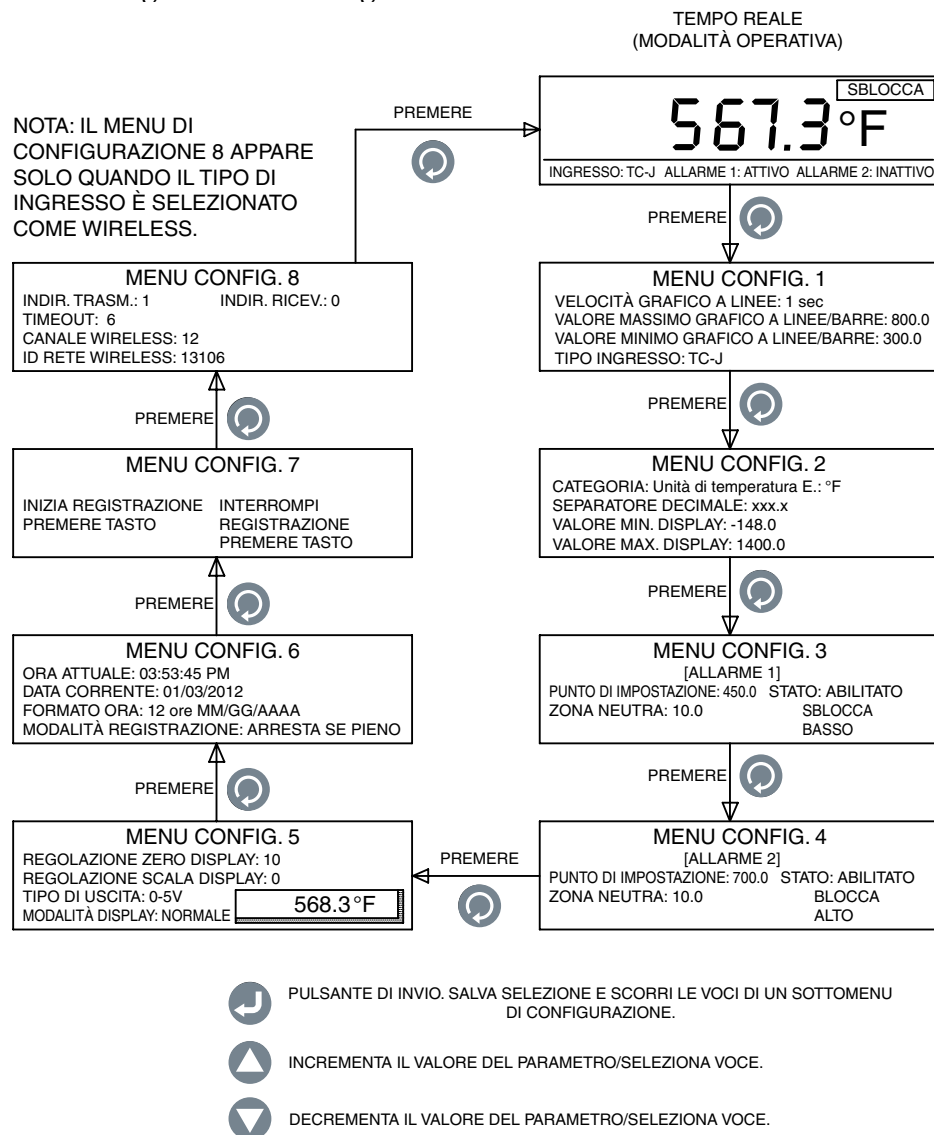 TEMPO REALE
(MODALITÀ OPERATIVA)
SBLOCCA
567.3°F
INGRESSO: TC-J ALLARME 1: ATTIVO ALLARME 2: INATTIVO
PREMERE
NOTA: IL MENU DI
CONFIGURAZIONE 8 APPARE
SOLO QUANDO IL TIPO DI
INGRESSO È SELEZIONATO
COME WIRELESS.
PREMERE
MENU CONFIG. 1
VELOCITÀ GRAFICO A LINEE: 1 sec
VALORE MASSIMO GRAFICO A LINEE/BARRE: 800.0
VALORE MINIMO GRAFICO A LINEE/BARRE: 300.0
TIPO INGRESSO: TC-J
PREMERE
MENU CONFIG. 2
CATEGORIA: Unità di temperatura E.: °F
SEPARATORE DECIMALE: xxx.x
VALORE MIN. DISPLAY: -148.0
VALORE MAX. DISPLAY: 1400.0
PREMERE
MENU CONFIG. 3
[ALLARME 1]
PUNTO DI IMPOSTAZIONE: 450.0 STATO: ABILITATO
ZONA NEUTRA: 10.0 SBLOCCA
BASSO
PREMERE
MENU CONFIG. 4
[ALLARME 2]
PUNTO DI IMPOSTAZIONE: 700.0 STATO: ABILITATO
ZONA NEUTRA: 10.0 BLOCCA
ALTO
PREMERE
MENU CONFIG. 5
REGOLAZIONE ZERO DISPLAY: 10
REGOLAZIONE SCALA DISPLAY: 0
TIPO DI USCITA: 0-5V
MODALITÀ DISPLAY: NORMALE
568.3°F
PREMERE
MENU CONFIG. 6
ORA ATTUALE: 03:53:45 PM
DATA CORRENTE: 01/03/2012
FORMATO ORA: 12 ore MM/GG/AAAA
MODALITÀ REGISTRAZIONE: ARRESTA SE PIENO
PREMERE
MENU CONFIG. 7
INIZIA REGISTRAZIONE INTERROMPI
PREMERE TASTO REGISTRAZIONE
PREMERE TASTO
PREMERE
MENU CONFIG. 8
INDIR. TRASM.: 1 INDIR. RICEV.: 0
TIMEOUT: 6
CANALE WIRELESS: 12
ID RETE WIRELESS: 13106
PULSANTE DI INVIO. SALVA SELEZIONE E SCORRI LE VOCI DI UN SOTTOMENU
DI CONFIGURAZIONE.
INCREMENTA IL VALORE DEL PARAMETRO/SELEZIONA VOCE.
DECREMENTA IL VALORE DEL PARAMETRO/SELEZIONA VOCE.